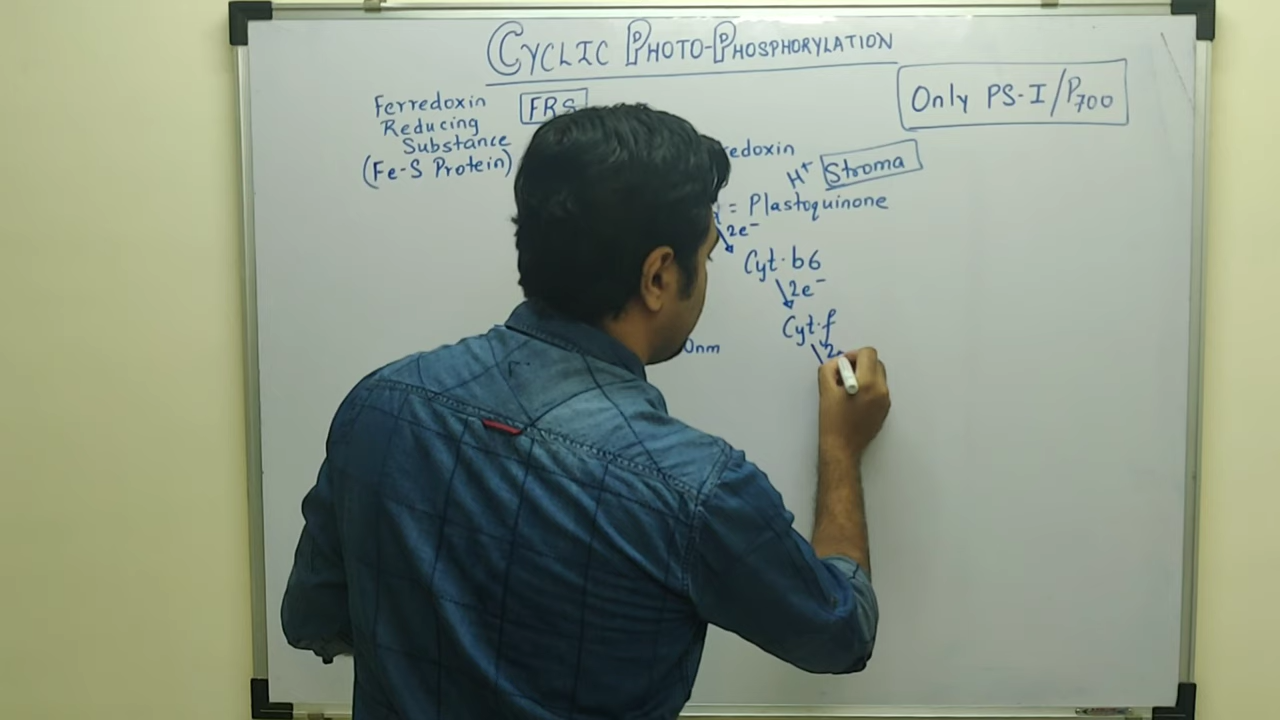 CYCLIC PHOTO-PHOSPHORYLATION
Only PS-I/P700
Ferredoxin
Reducing
Substance
(Fe-S Protein)
FRS
edoxin
H⁺ Stroma
= Plastoquinone
2e⁻
Cyt. b6
2e⁻
Cyt. f
0nm